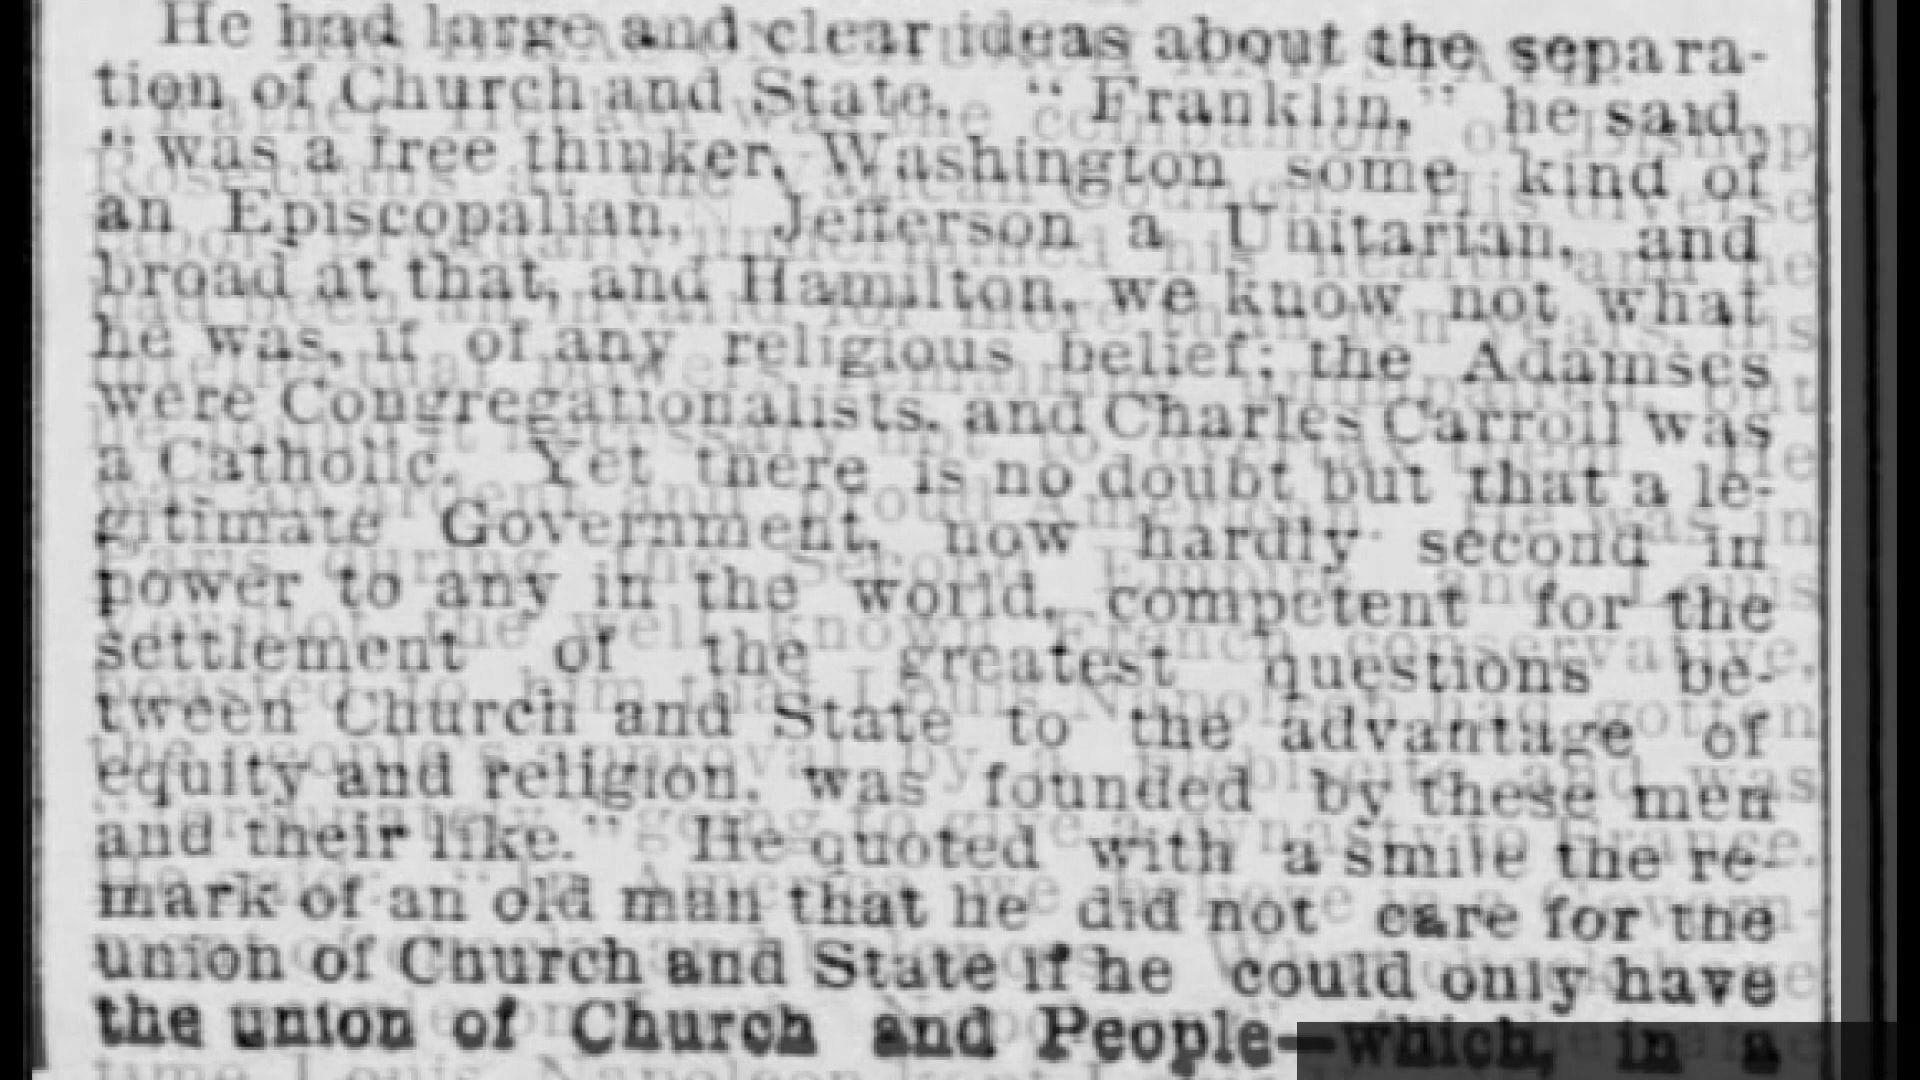 He had large and clear ideas about the separa-
tion of Church and State. "Franklin," he said,
"was a free thinker, Washington some kind of
an Episcopalian, Jefferson a Unitarian, and
broad at that, and Hamilton, we know not what
he was, if of any religious belief; the Adamses
were Congregationalists, and Charles Carroll was
a Catholic. Yet there is no doubt but that a le-
gitimate Government, now hardly second in
power to any in the world, competent for the
settlement of the greatest questions be-
tween Church and State to the advantage of
equity and religion, was founded by these men
and their like." He quoted with a smile the re-
mark of an old man that he did not care for the
union of Church and State if he could only have
the union of Church and People—which, in a